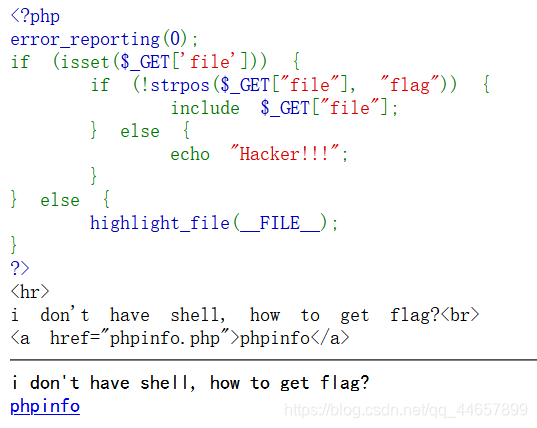 <?php
error_reporting(0);
if (isset($_GET['file'])) {
if (!strpos($_GET["file"], "flag")) {
include $_GET["file"];
} else {
echo "Hacker!!!";
}
} else {
highlight_file(__FILE__);
}
?>
<hr>
i don't have shell, how to get flag?<br>
<a href="phpinfo.php">phpinfo</a>
i don't have shell, how to get flag?
phpinfo
https://blog.csdn.net/qq_44657899